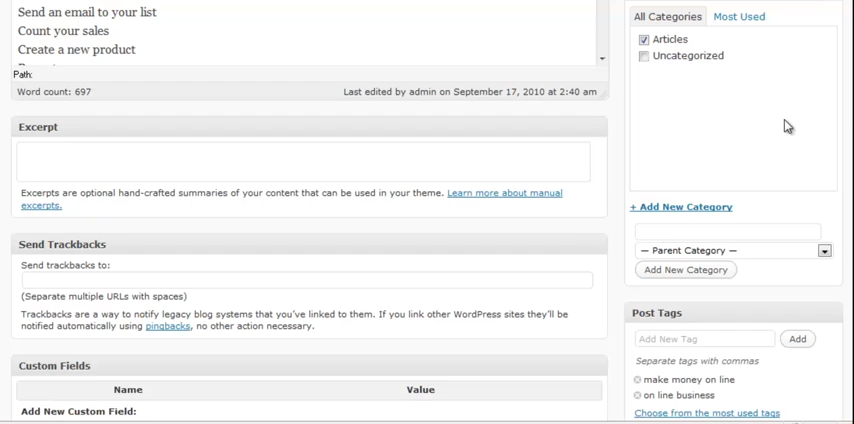 Send an email to your list
Count your sales
Create a new product
Path:
Word count: 697
Last edited by admin on September 17, 2010 at 2:40 am
Excerpt
Excerpts are optional hand-crafted summaries of your content that can be used in your theme. Learn more about manual
excerpts.
Send Trackbacks
Send trackbacks to:
(Separate multiple URLs with spaces)
Trackbacks are a way to notify legacy blog systems that you've linked to them. If you link other WordPress sites they'll be
notified automatically using pingbacks, no other action necessary.
Custom Fields
Name Value
Add New Custom Field:
All Categories Most Used
Articles
Uncategorized
+ Add New Category
— Parent Category —
Add New Category
Post Tags
Add New Tag Add
Separate tags with commas
make money on line
on line business
Choose from the most used tags